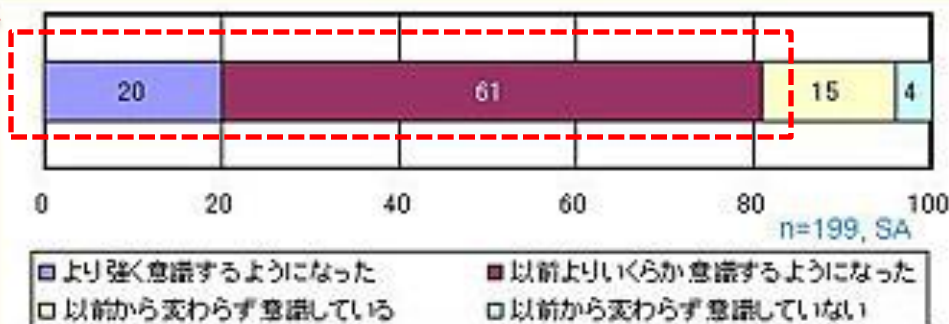 20 61 15 4
0 20 40 60 80 100
n=199, SA
より強く意識するようになった 以前よりいくらか意識するようになった
以前から変わらず意識している 以前から変わらず意識していない